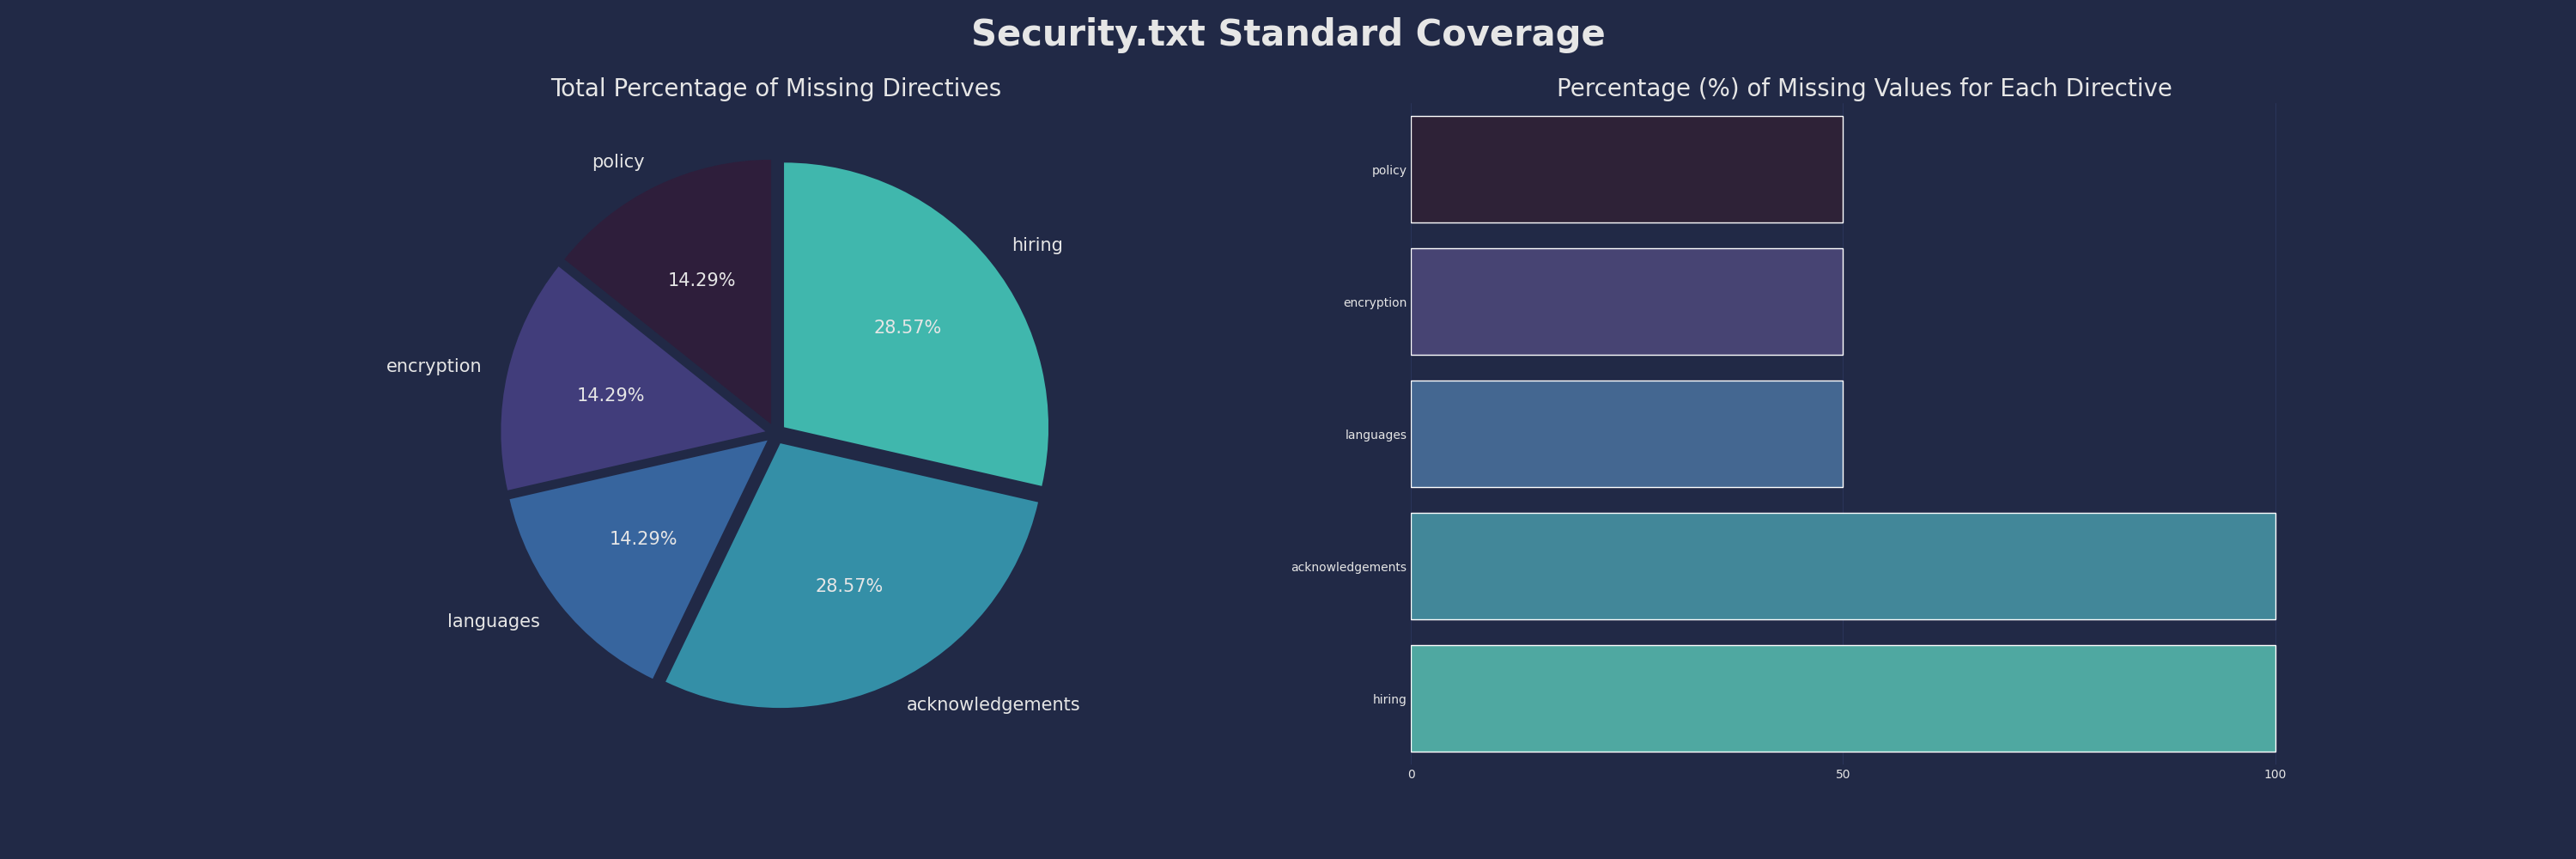 Security.txt Standard Coverage
Total Percentage of Missing Directives
policy
14.29%
hiring
28.57%
encryption
14.29%
languages
14.29%
acknowledgements
28.57%
Percentage (%) of Missing Values for Each Directive
policy
encryption
languages
acknowledgements
hiring
0 50 100